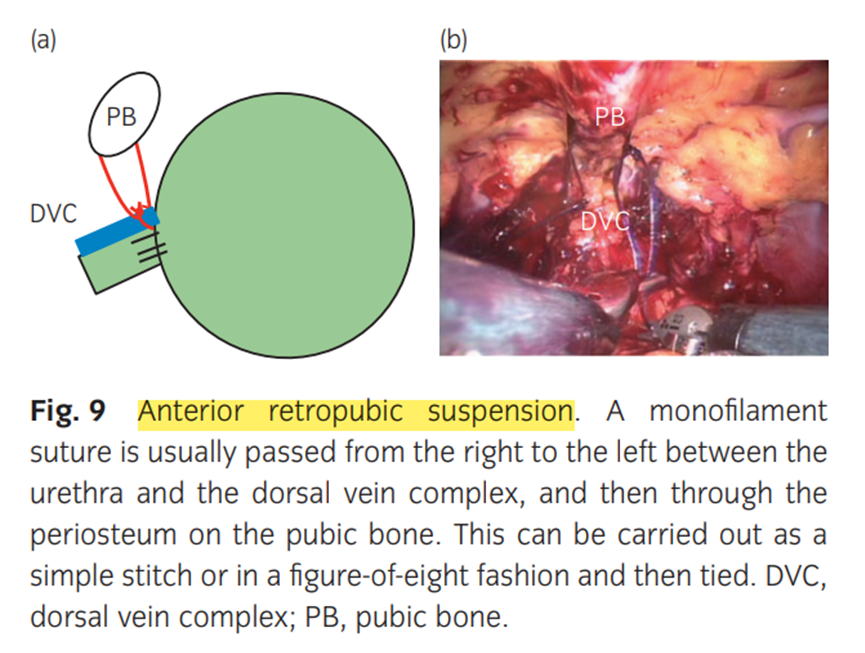 (a)
PB
DVC
(b)
PB
DVC
Fig. 9 Anterior retropubic suspension. A monofilament
suture is usually passed from the right to the left between the
urethra and the dorsal vein complex, and then through the
periosteum on the pubic bone. This can be carried out as a
simple stitch or in a figure-of-eight fashion and then tied. DVC,
dorsal vein complex; PB, pubic bone.